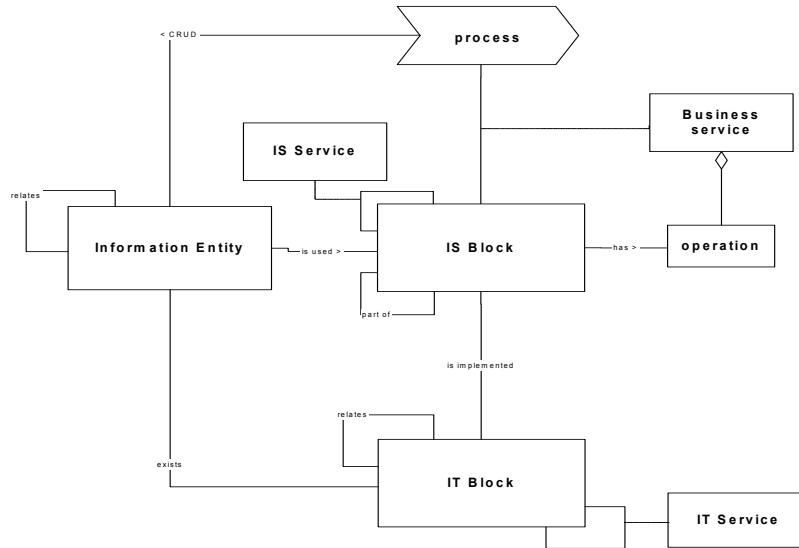 < CRUD
process
Business
service
IS Service
relates
Information Entity
is used >
IS Block
has >
operation
part of
is implemented
relates
exists
IT Block
IT Service